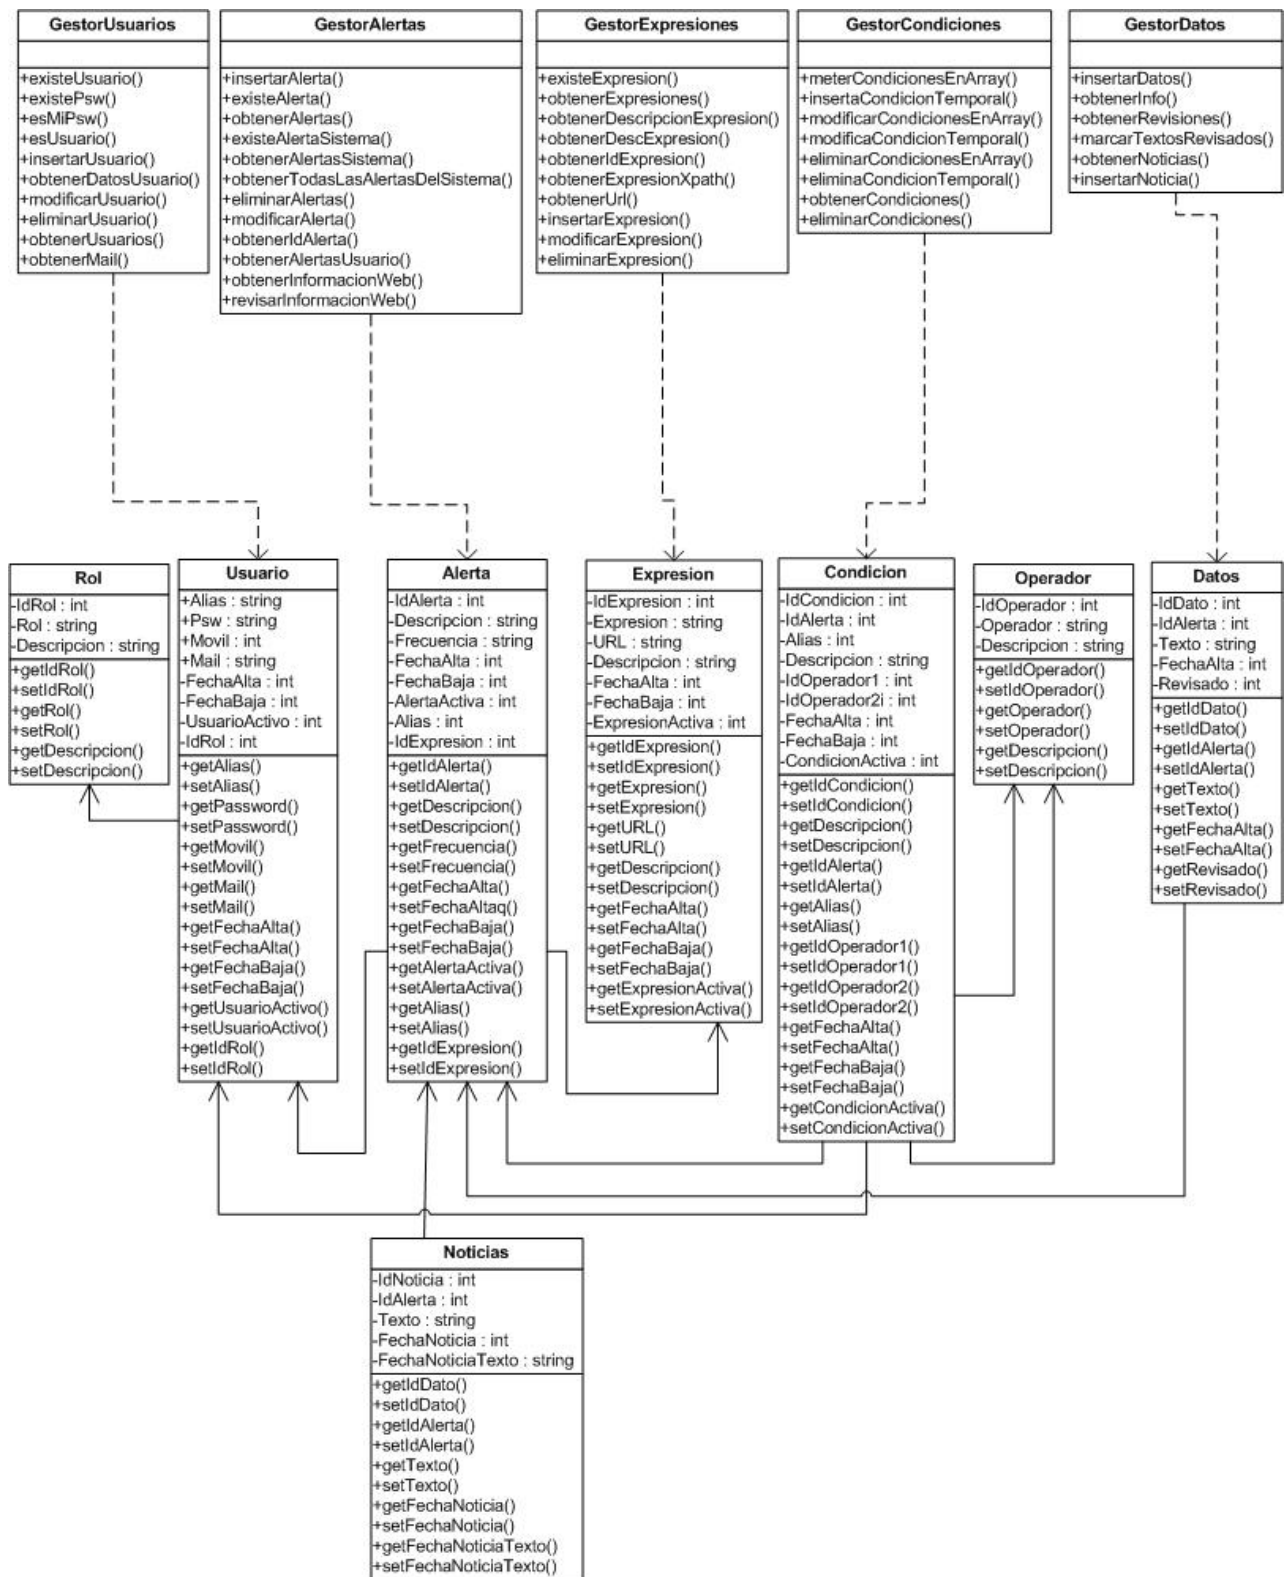 GestorUsuarios
+existeUsuario()
+existePsw()
+esMiPsw()
+esUsuario()
+insertarUsuario()
+obtenerDatosUsuario()
+modificarUsuario()
+eliminarUsuario()
+obtenerUsuarios()
+obtenerMail()
GestorAlertas
+insertarAlerta()
+existeAlerta()
+obtenerAlertas()
+existeAlertaSistema()
+obtenerAlertasSistema()
+obtenerTodasLasAlertasDelSistema()
+eliminarAlertas()
+modificarAlerta()
+obtenerIdAlerta()
+obtenerAlertasUsuario()
+obtenerInformacionWeb()
+revisarInformacionWeb()
GestorExpresiones
+existeExpresion()
+obtenerExpresiones()
+obtenerDescripcionExpresion()
+obtenerDescExpresion()
+obtenerIdExpresion()
+obtenerExpresionXpath()
+obtenerUrl()
+insertarExpresion()
+modificarExpresion()
+eliminarExpresion()
GestorCondiciones
+meterCondicionesEnArray()
+insertaCondicionTemporal()
+modificarCondicionesEnArray()
+modificaCondicionTemporal()
+eliminarCondicionesEnArray()
+eliminaCondicionTemporal()
+obtenerCondiciones()
+eliminarCondiciones()
GestorDatos
+insertarDatos()
+obtenerInfo()
+obtenerRevisiones()
+marcarTextosRevisados()
+obtenerNoticias()
+insertarNoticia()
Rol
-IdRol : int
-Rol : string
-Descripcion : string
+getIdRol()
+setIdRol()
+getRol()
+setRol()
+getDescripcion()
+setDescripcion()
Usuario
+Alias : string
+Psw : string
+Movil : int
+Mail : string
-FechaAlta : int
-FechaBaja : int
-UsuarioActivo : int
-IdRol : int
+getAlias()
+setAlias()
+getPassword()
+setPassword()
+getMovil()
+setMovil()
+getMail()
+setMail()
+getFechaAlta()
+setFechaAlta()
+getFechaBaja()
+setFechaBaja()
+getUsuarioActivo()
+setUsuarioActivo()
+getIdRol()
+setIdRol()
Alerta
-IdAlerta : int
-Descripcion : string
-Frecuencia : string
-FechaAlta : int
-FechaBaja : int
-AlertaActiva : int
-Alias : int
-IdExpresion : int
+getIdAlerta()
+setIdAlerta()
+getDescripcion()
+setDescripcion()
+getFrecuencia()
+setFrecuencia()
+getFechaAlta()
+setFechaAltaq()
+getFechaBaja()
+setFechaBaja()
+getAlertaActiva()
+setAlertaActiva()
+getAlias()
+setAlias()
+getIdExpresion()
+setIdExpresion()
Expresion
-IdExpresion : int
-Expresion : string
-URL : string
-Descripcion : string
-FechaAlta : int
-FechaBaja : int
-ExpresionActiva : int
+getIdExpresion()
+setIdExpresion()
+getExpresion()
+setExpresion()
+getURL()
+setURL()
+getDescripcion()
+setDescripcion()
+getFechaAlta()
+setFechaAlta()
+getFechaBaja()
+setFechaBaja()
+getExpresionActiva()
+setExpresionActiva()
Condicion
-IdCondicion : int
-IdAlerta : int
-Alias : int
-Descripcion : string
-IdOperador1 : int
-IdOperador2i : int
-FechaAlta : int
-FechaBaja : int
-CondicionActiva : int
+getIdCondicion()
+setIdCondicion()
+getDescripcion()
+setDescripcion()
+getIdAlerta()
+setIdAlerta()
+getAlias()
+setAlias()
+getIdOperador1()
+setIdOperador1()
+getIdOperador2()
+setIdOperador2()
+getFechaAlta()
+setFechaAlta()
+getFechaBaja()
+setFechaBaja()
+getCondicionActiva()
+setCondicionActiva()
Operador
-IdOperador : int
-Operador : string
-Descripcion : string
+getIdOperador()
+setIdOperador()
+getOperador()
+setOperador()
+getDescripcion()
+setDescripcion()
Datos
-IdDato : int
-IdAlerta : int
-Texto : string
-FechaAlta : int
-Revisado : int
+getIdDato()
+setIdDato()
+getIdAlerta()
+setIdAlerta()
+getTexto()
+setTexto()
+getFechaAlta()
+setFechaAlta()
+getRevisado()
+setRevisado()
Noticias
-IdNoticia : int
-IdAlerta : int
-Texto : string
-FechaNoticia : int
-FechaNoticiaTexto : string
+getIdDato()
+setIdDato()
+getIdAlerta()
+setIdAlerta()
+getTexto()
+setTexto()
+getFechaNoticia()
+setFechaNoticia()
+getFechaNoticiaTexto()
+setFechaNoticiaTexto()